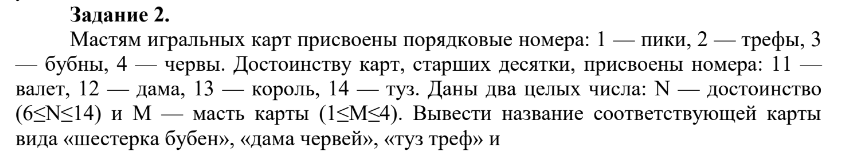 Задание 2.
Мастям игральных карт присвоены порядковые номера: 1 — пики, 2 — трефы, 3
— бубны, 4 — червы. Достоинству карт, старших десятки, присвоены номера: 11 —
валет, 12 — дама, 13 — король, 14 — туз. Даны два целых числа: N — достоинство
(6≤N≤14) и М — масть карты (1≤М≤4). Вывести название соответствующей карты
вида «шестерка бубен», «дама червей», «туз треф» и